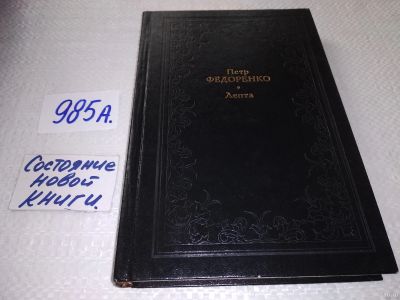 Петр
ФЕДОРЕНКО
Лепта
985А.
Состояние
новой
книги.